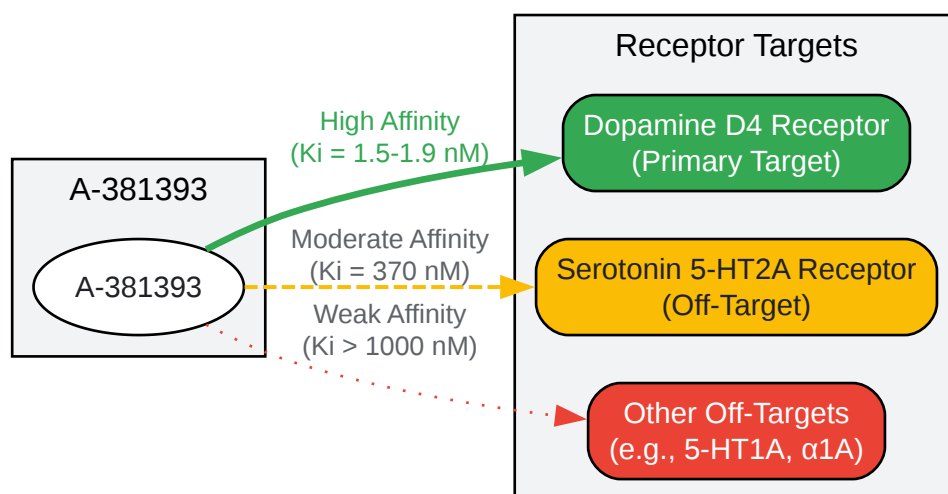 Receptor Targets
High Affinity
(Ki = 1.5-1.9 nM)
Dopamine D4 Receptor
(Primary Target)
A-381393
A-381393
Moderate Affinity
(Ki = 370 nM)
Serotonin 5-HT2A Receptor
(Off-Target)
Weak Affinity
(Ki > 1000 nM)
Other Off-Targets
(e.g., 5-HT1A, α1A)